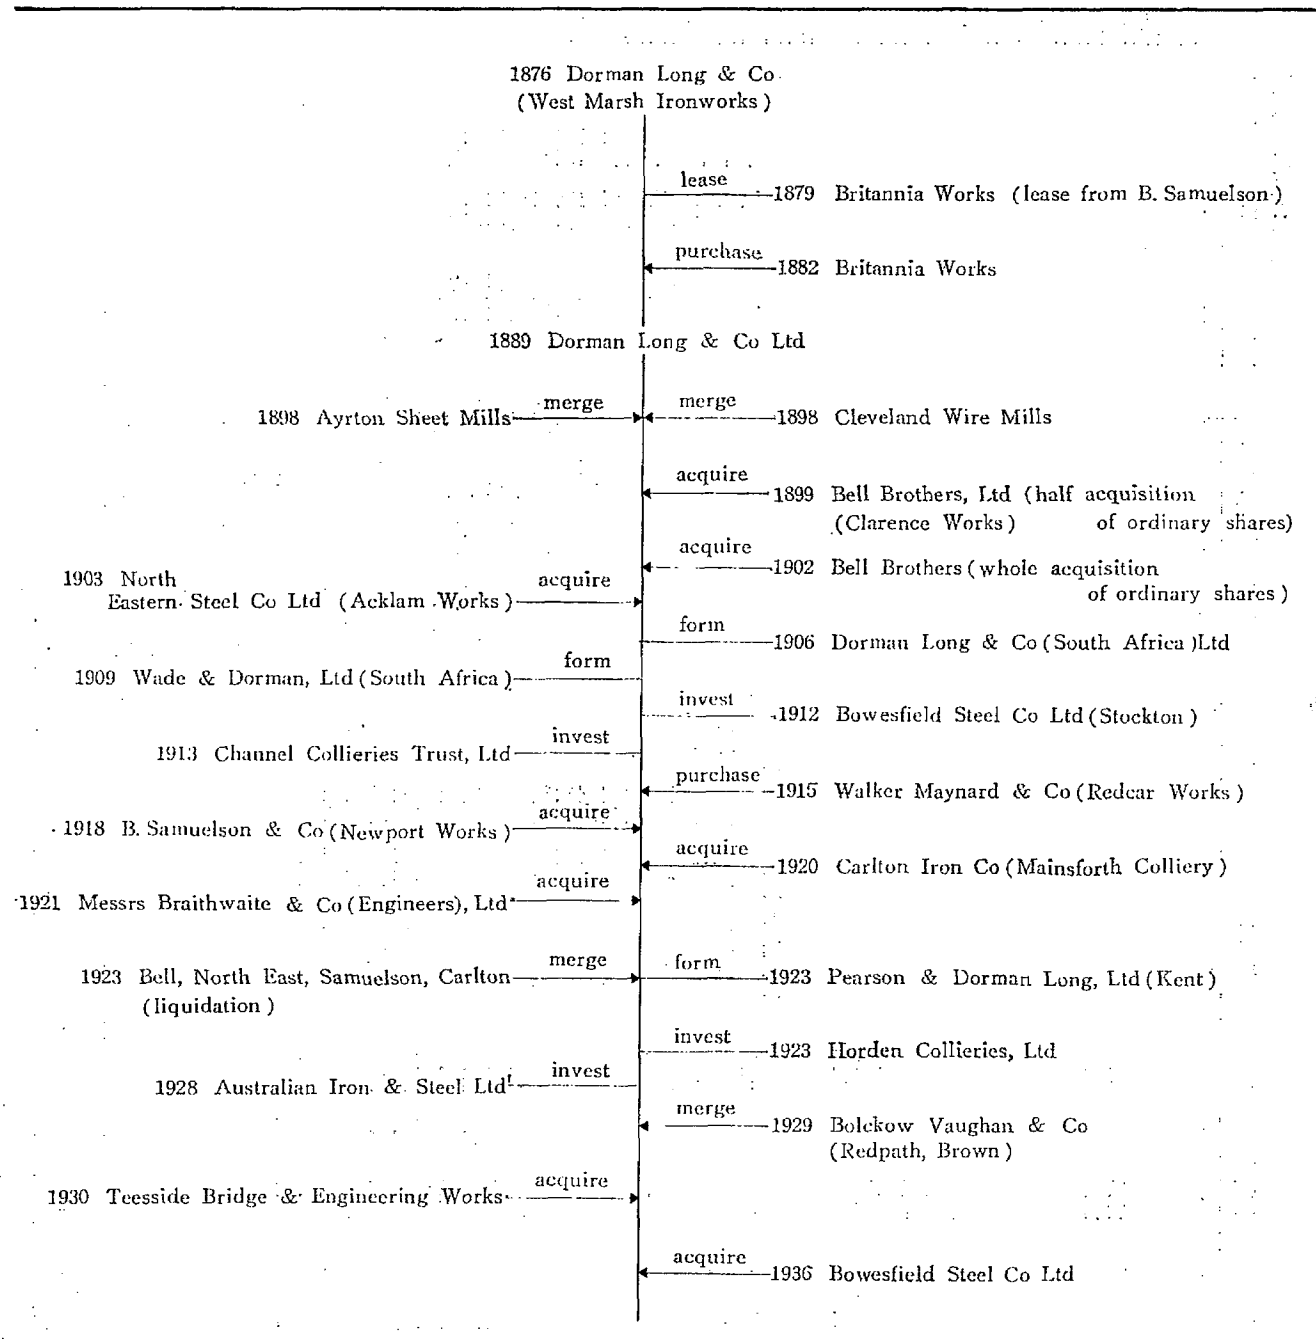 1876 Dorman Long & Co
(West Marsh Ironworks)
lease
1879 Britannia Works (lease from B. Samuelson)
purchase
1882 Britannia Works
1889 Dorman Long & Co Ltd
1898 Ayrton Sheet Mills merge
merge 1898 Cleveland Wire Mills
acquire
1899 Bell Brothers, Ltd (half acquisition
(Clarence Works) of ordinary shares)
acquire
1902 Bell Brothers (whole acquisition
of ordinary shares)
1903 North
Eastern Steel Co Ltd (Acklam Works)
acquire
form
1906 Dorman Long & Co (South Africa) Ltd
form
1909 Wade & Dorman, Ltd (South Africa)
invest
1912 Bowesfield Steel Co Ltd (Stockton)
invest
1913 Channel Collieries Trust, Ltd
purchase
1915 Walker Maynard & Co (Redcar Works)
acquire
1918 B. Samuelson & Co (Newport Works)
acquire
1920 Carlton Iron Co (Mainsforth Colliery)
acquire
1921 Messrs Braithwaite & Co (Engineers), Ltd
merge
1923 Bell, North East, Samuelson, Carlton
(liquidation)
form
1923 Pearson & Dorman Long, Ltd (Kent)
invest
1923 Horden Collieries, Ltd
invest
1928 Australian Iron & Steel Ltd
merge
1929 Bolckow Vaughan & Co
(Redpath, Brown)
acquire
1930 Teesside Bridge & Engineering Works
acquire
1936 Bowesfield Steel Co Ltd